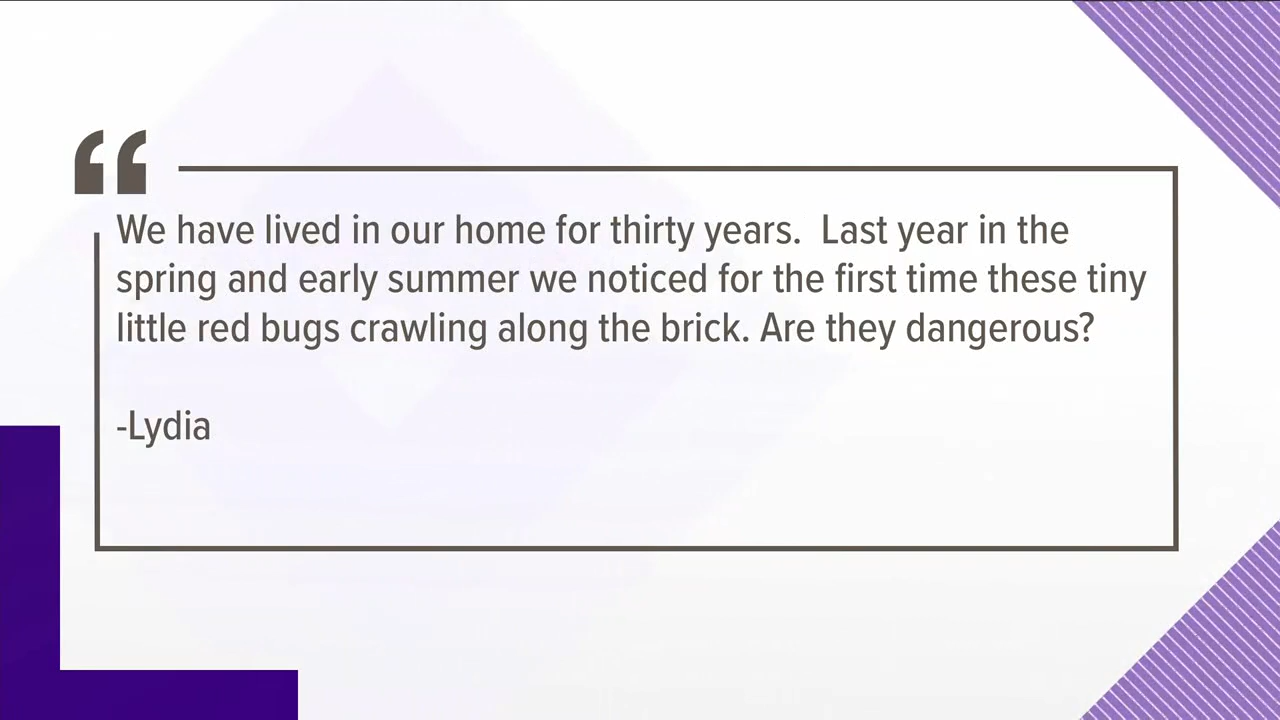 “
We have lived in our home for thirty years.  Last year in the
spring and early summer we noticed for the first time these tiny
little red bugs crawling along the brick. Are they dangerous?
-Lydia